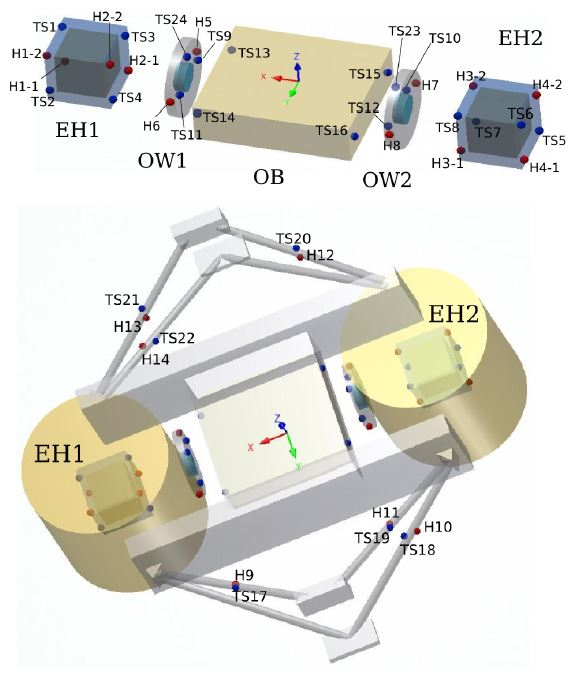 TS24 H5
TS9
H2-2
TS1
TS3
H1-2
H2-1
H1-1
TS2
TS4
EH1
H6
TS11
TS14
OW1
TS13
Z
X
Y
OB
TS23
TS10
TS15
H7
TS12
TS16
H8
OW2
EH2
H3-2
H4-2
TS8
TS7
TS6
TS5
H3-1
H4-1
TS20
H12
TS21
H13
TS22
H14
EH2
Z
X
Y
EH1
H11
TS19
H10
TS18
H9
TS17